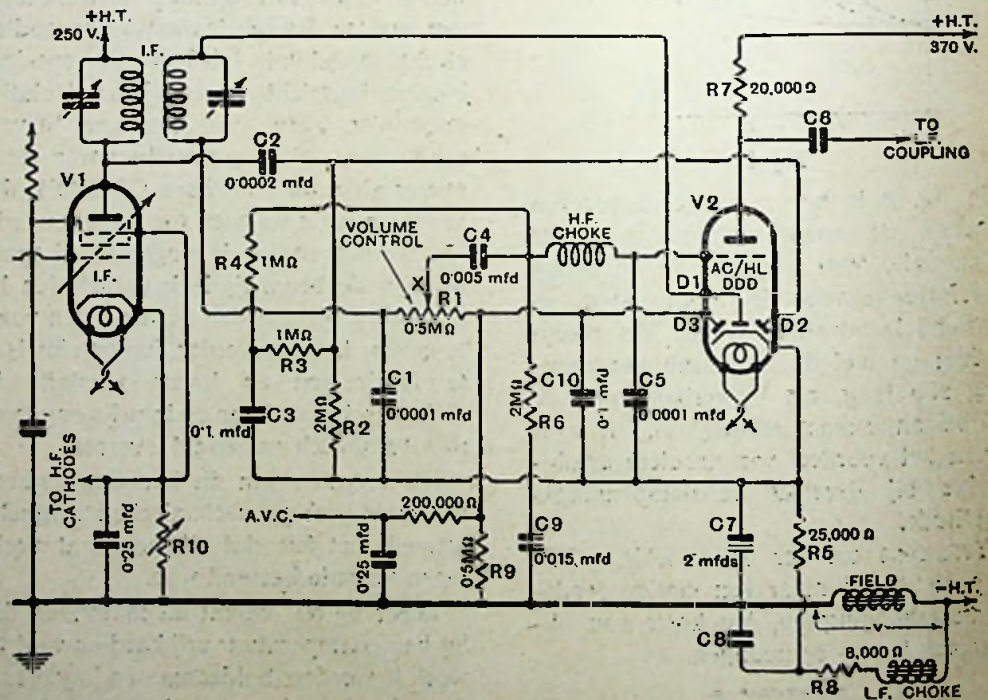 +H.T.
250 V.
I.F.
+H.T.
370 V.
R7
20,000 Ω
C2
0.0002 mfd
C8
TO
COUPLING
V1
V2
VOLUME
CONTROL
C4
0.005 mfd
H.F.
CHOKE
R4
1MΩ
X
R1
0.5MΩ
I.F.
AC/HL
DDD
D1
D3
D2
1MΩ
R3
C1
0.0001 mfd
2MΩ
R6
C10
0.1 mfd
C5
0.0001 mfd
C3
0.1 mfd
2MΩ
R2
TO H.F.
CATHODES
A.V.C.
200,000Ω
0.25 mfd
R10
0.25 mfd
0.5MΩ
R9
C9
0.015 mfd
C7
2 mfds
25,000 Ω
R5
FIELD
-H.T.
V
C8
8,000Ω
R8
L.F. CHOKE